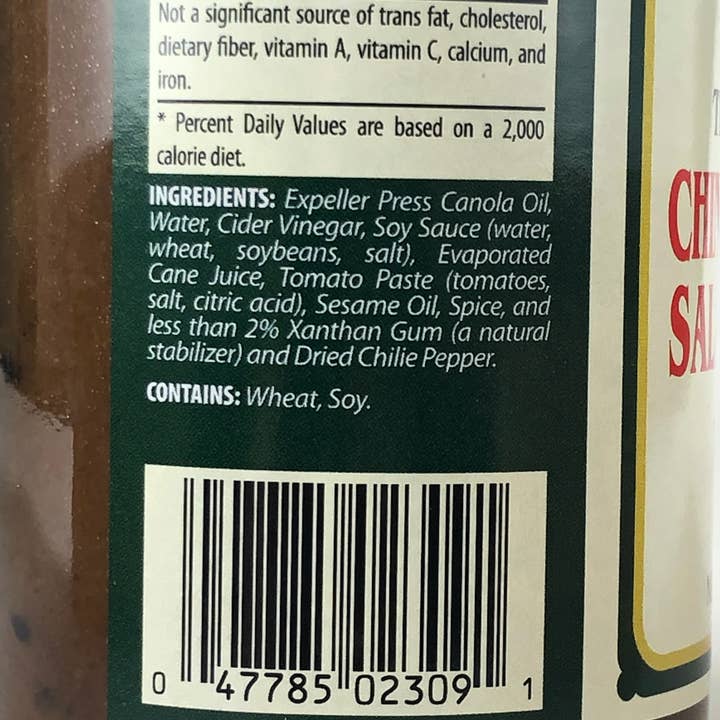 Not a significant source of trans fat, cholesterol,
dietary fiber, vitamin A, vitamin C, calcium, and
iron.
* Percent Daily Values are based on a 2,000
calorie diet.
INGREDIENTS: Expeller Press Canola Oil,
Water, Cider Vinegar, Soy Sauce (water,
wheat, soybeans, salt), Evaporated
Cane Juice, Tomato Paste (tomatoes,
salt, citric acid), Sesame Oil, Spice, and
less than 2% Xanthan Gum (a natural
stabilizer) and Dried Chilie Pepper.
CONTAINS: Wheat, Soy.
0 47785 02309 1